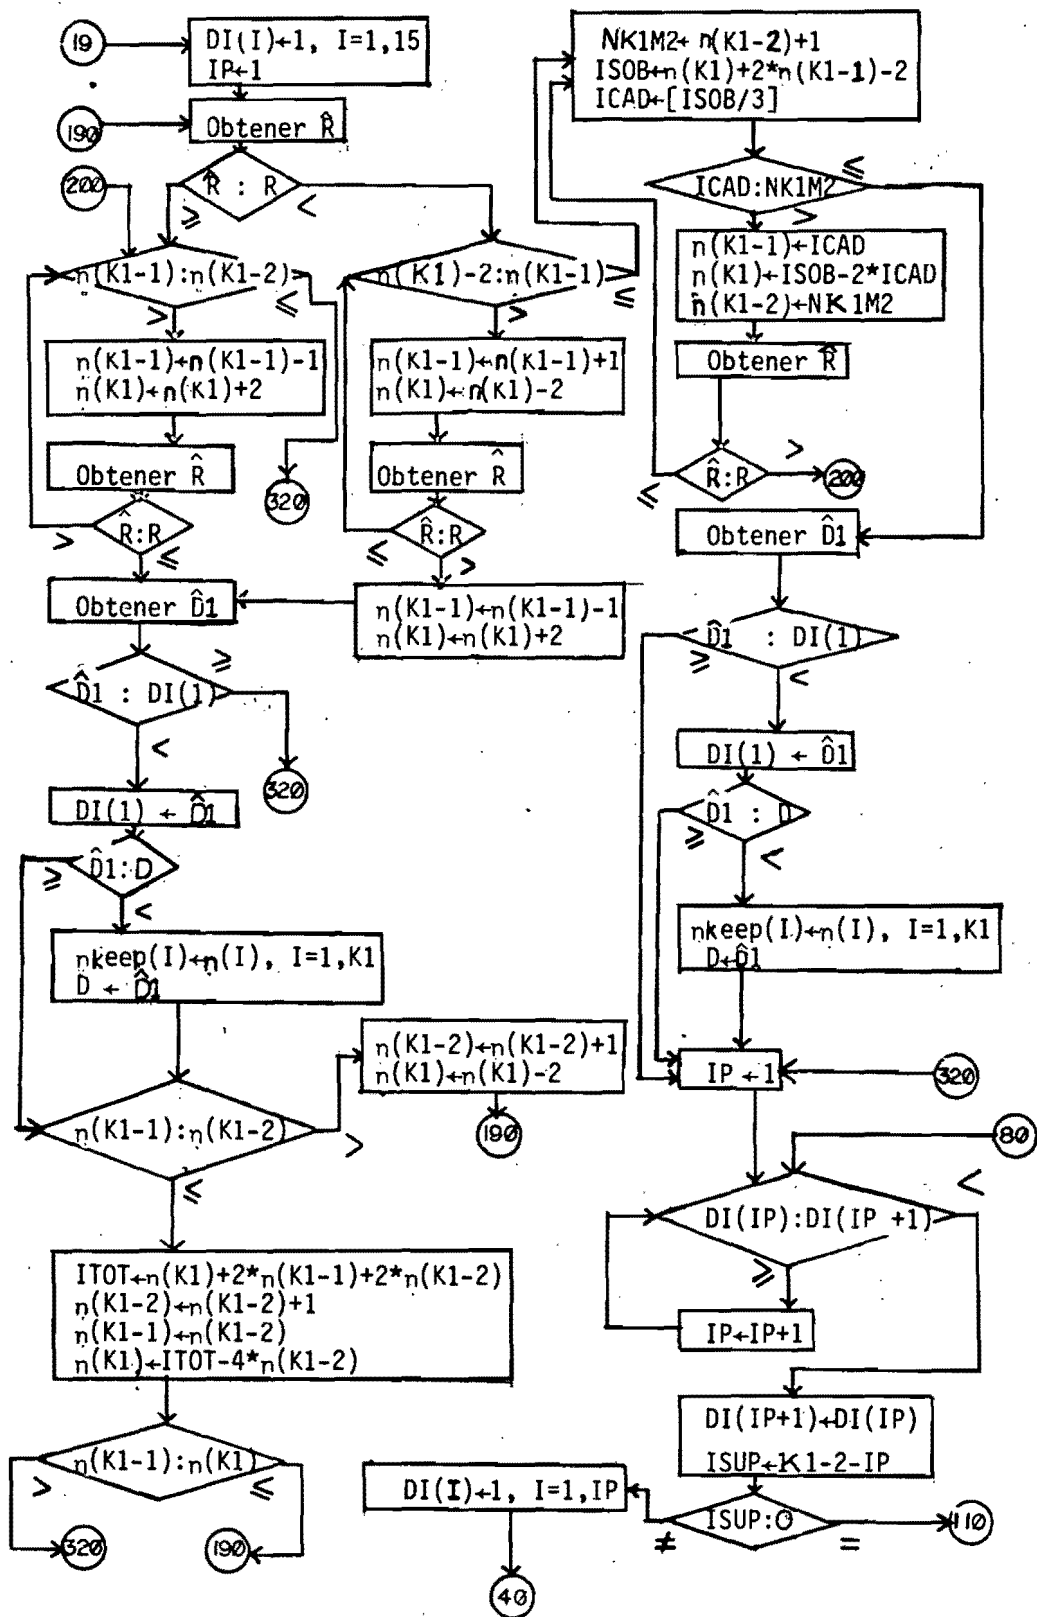 19
DI(I)←1, I=1,15
IP←1
190
Obtener R̂
200
R̂ : R
≥
<
n(K1-1):n(K1-2)
≤
>
n(K1-1)←n(K1-1)-1
n(K1)←n(K1)+2
Obtener R̂
320
R̂:R
>
≤
n(K1)-2:n(K1-1)
≤
>
n(K1-1)←n(K1-1)+1
n(K1)←n(K1)-2
Obtener R̂
R̂:R
≤
>
n(K1-1)←n(K1-1)-1
n(K1)←n(K1)+2
Obtener D̂1
D̂1 : DI(1)
≥
<
320
DI(1) ← D̂1
D̂1:D
≥
<
nkeep(I)←n(I), I=1,K1
D ← D̂1
n(K1-1):n(K1-2)
>
≤
n(K1-2)←n(K1-2)+1
n(K1)←n(K1)-2
190
ITOT←n(K1)+2*n(K1-1)+2*n(K1-2)
n(K1-2)←n(K1-2)+1
n(K1-1)←n(K1-2)
n(K1)←ITOT-4*n(K1-2)
n(K1-1):n(K1)
>
≤
320
190
NK1M2← n(K1-2)+1
ISOB←n(K1)+2*n(K1-1)-2
ICAD←[ISOB/3]
ICAD:NK1M2
≤
>
n(K1-1)←ICAD
n(K1)←ISOB-2*ICAD
n(K1-2)←NK1M2
Obtener R̂
R̂:R
>
≤
200
Obtener D̂1
D̂1 : DI(1)
≥
<
DI(1) ← D̂1
D̂1 : D
≥
<
nkeep(I)←n(I), I=1,K1
D←D̂1
IP ←1
320
80
DI(IP):DI(IP +1)
<
≥
IP←IP+1
DI(IP+1)←DI(IP)
ISUP←K1-2-IP
ISUP:0
≠
=
110
DI(I)←1, I=1,IP
40